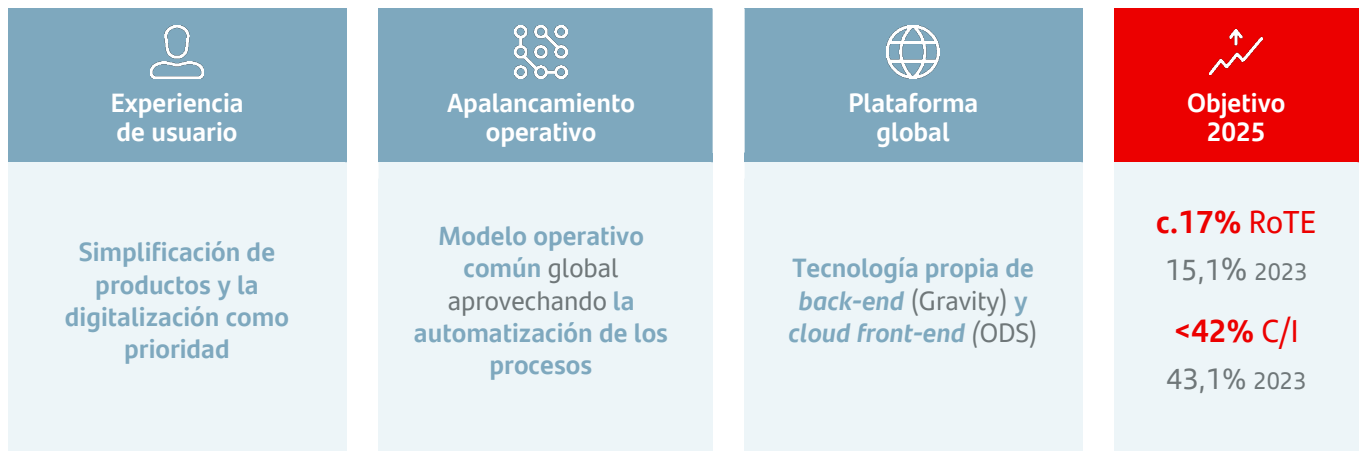 Experiencia
de usuario
Simplificación de
productos y la
digitalización como
prioridad
Apalancamiento
operativo
Modelo operativo
común global
aprovechando la
automatización de los
procesos
Plataforma
global
Tecnología propia de
back-end (Gravity) y
cloud front-end (ODS)
Objetivo
2025
c.17% RoTE
15,1% 2023
<42% C/I
43,1% 2023